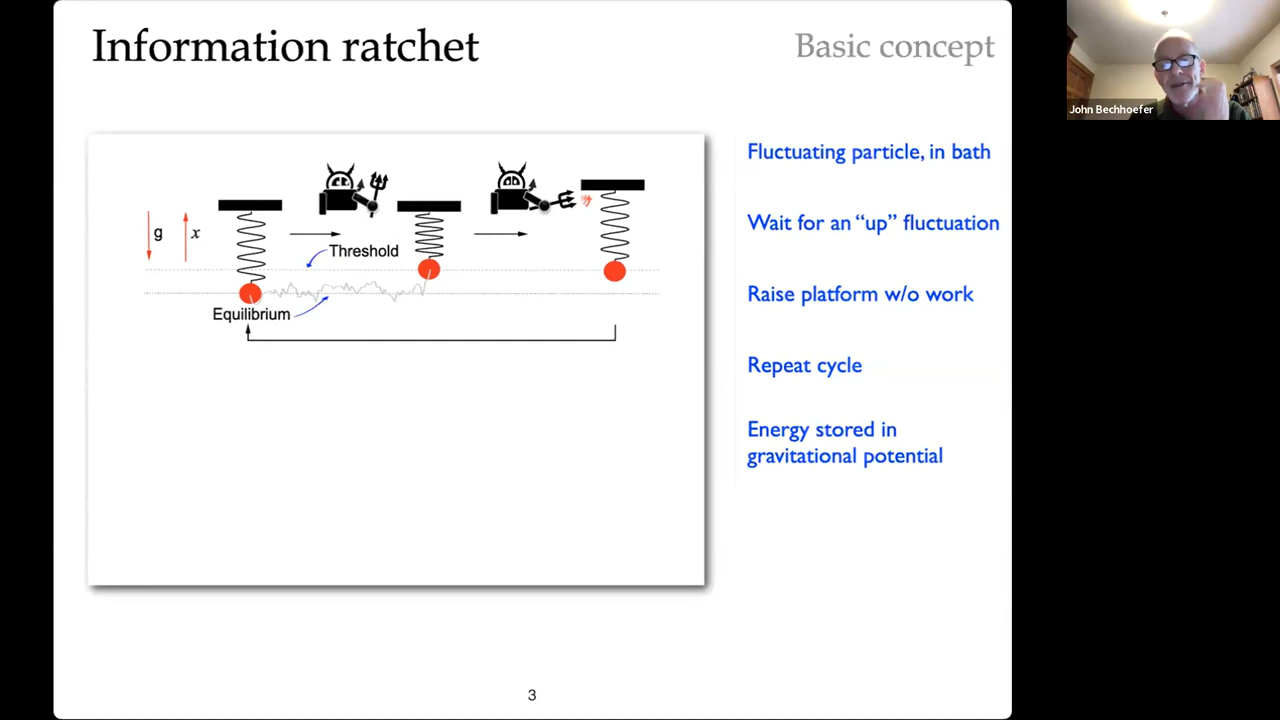 Information ratchet
Basic concept
John Bechhoefer
Fluctuating particle, in bath
Wait for an “up” fluctuation
Raise platform w/o work
Repeat cycle
Energy stored in
gravitational potential
g
x
Threshold
Equilibrium
3